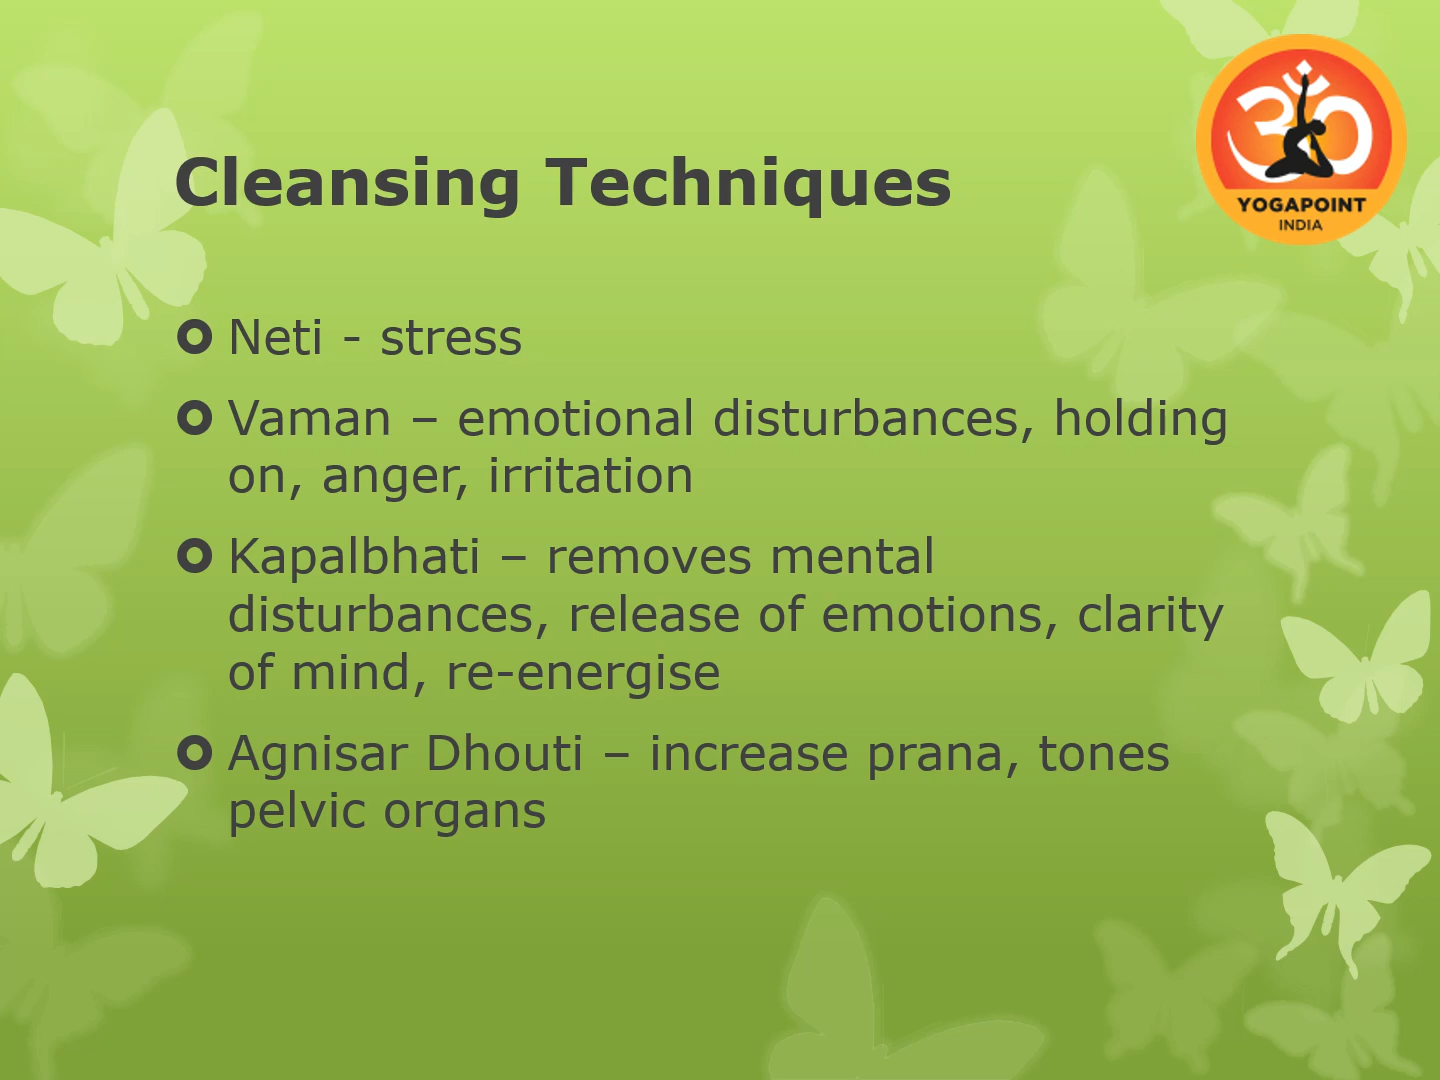 YOGAPOINT
INDIA
Cleansing Techniques
Neti - stress
Vaman – emotional disturbances, holding
on, anger, irritation
Kapalbhati – removes mental
disturbances, release of emotions, clarity
of mind, re-energise
Agnisar Dhouti – increase prana, tones
pelvic organs